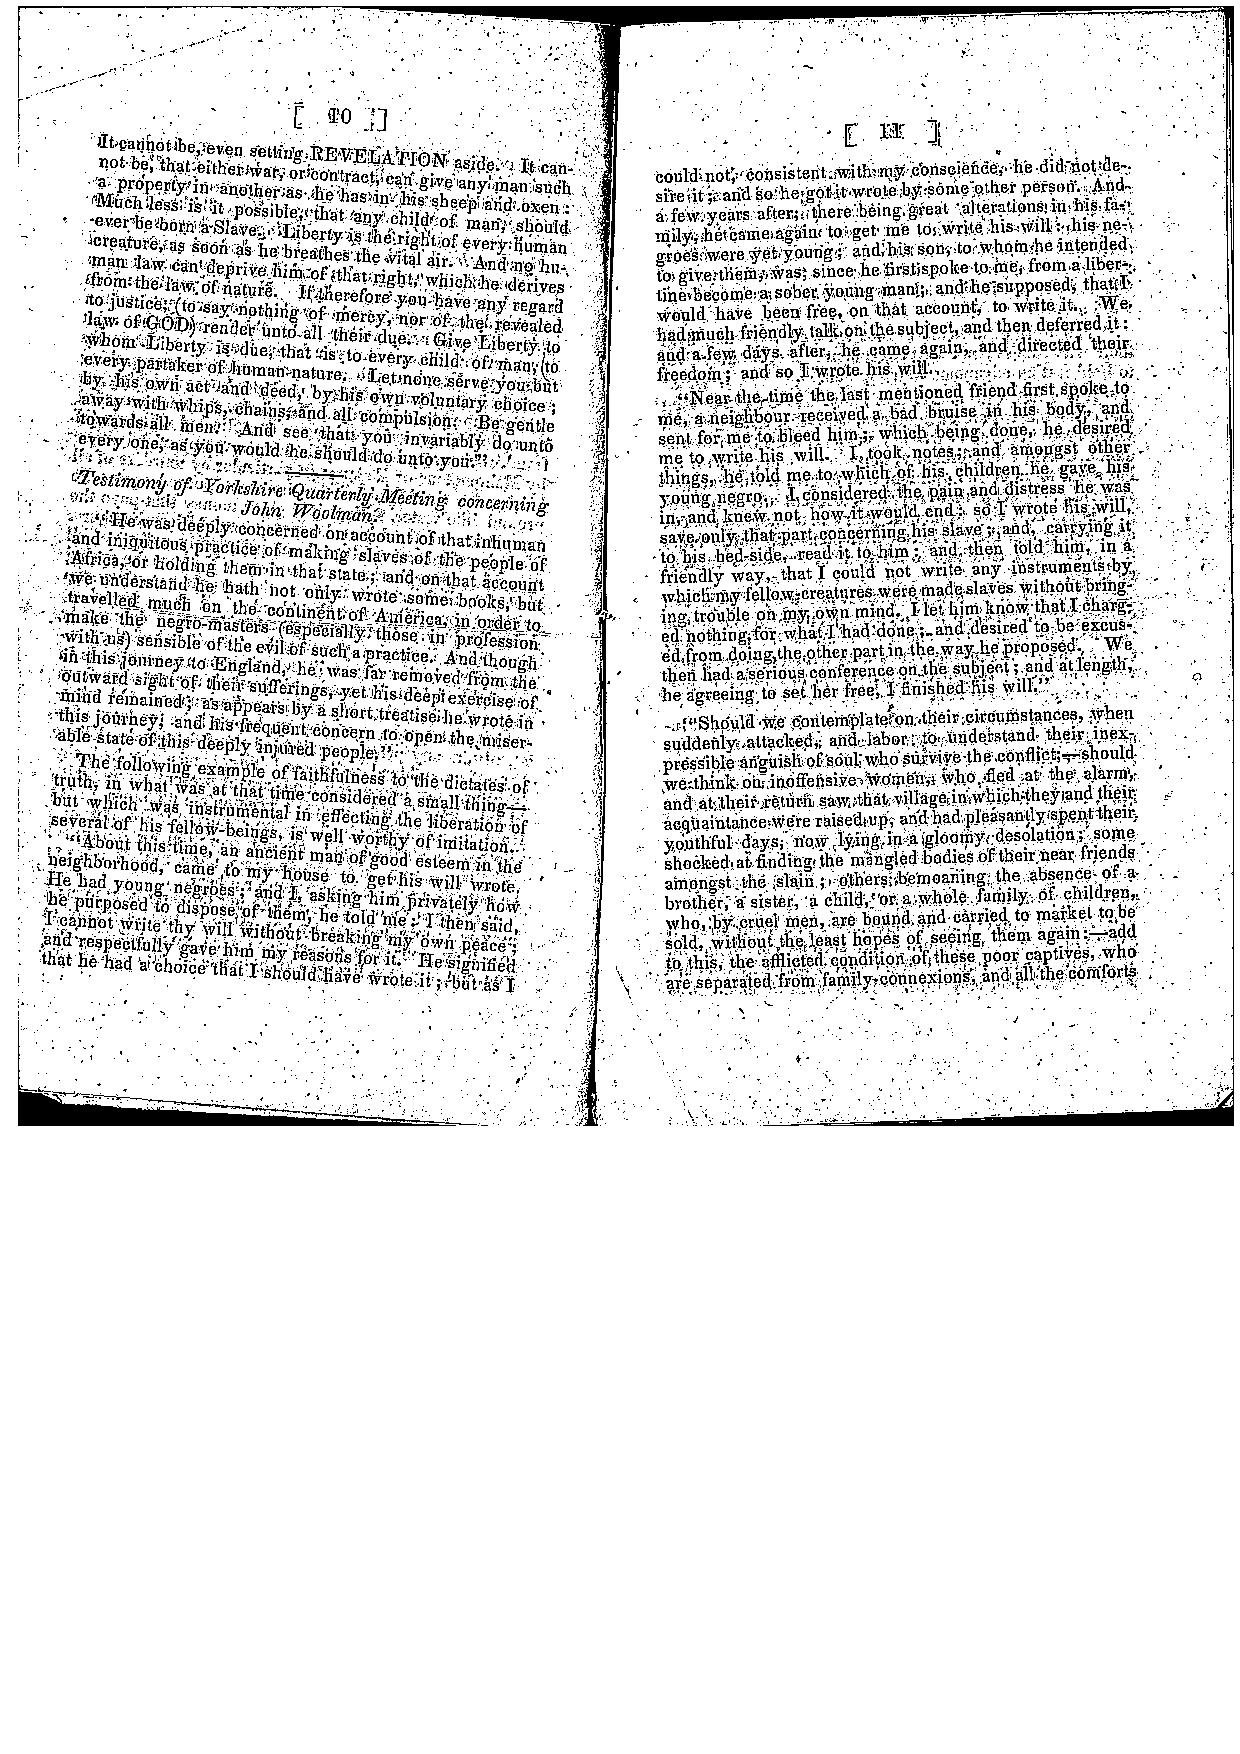 [ 10 ]
It cannot be, even setting REVELATION aside. It can-
not be, that either war, or contract, can give any man such
a property in another as he has in his sheep and oxen:
Much less is it possible, that any child of man, should
ever be born a Slave. Liberty is the right of every human
creature, as soon as he breathes the vital air. And no hu-
man law can deprive him of that right, which he derives
from the law of nature. If therefore you have any regard
to justice, (to say nothing of mercy, nor of the revealed
law of GOD) render unto all their due. Give Liberty to
whom Liberty is due, that is to every child of man, to
every partaker of human nature. Let none serve you but
by his own act and deed, by his own voluntary choice;
away with whips, chains, and all compulsion. Be gentle
towards all men. And see that you invariably do unto
every one, as you would he should do unto you."
Testimony of Yorkshire Quarterly Meeting concerning
John Woolman.
"He was deeply concerned on account of that inhuman
and iniquitous practice of making slaves of the people of
Africa, or holding them in that state; and on that account
we understand he hath not only wrote some books, but
travelled much on the continent of America, in order to
make the negro-masters (especially those in profession
with us) sensible of the evil of such a practice. And though
in this journey to England, he was far removed from the
outward sight of their sufferings, yet his deep exercise of
mind remained; as appears by a short treatise he wrote in
this journey; and his frequent concern to open the miser-
able state of this deeply injured people."
The following example of faithfulness to the dictates of
truth, in what was at that time considered a small thing—
but which was instrumental in effecting the liberation of
several of his fellow-beings, is well worthy of imitation.
"About this time, an ancient man of good esteem in the
neighborhood, came to my house to get his will wrote.
He had young negroes; and I, asking him privately how
he purposed to dispose of them, he told me: I then said,
I cannot write thy will without breaking my own peace;
and respectfully gave him my reasons for it. He signified
that he had a choice that I should have wrote it; but as I
[ 11 ]
could not, consistent with my conscience, he did not de-
sire it; and so he got it wrote by some other person. And
a few years after, there being great alterations in his fa-
mily, he came again to get me to write his will: his ne-
groes were yet young; and his son, to whom he intended
to give them, was, since he first spoke to me, from a liber-
tine become a sober young man; and he supposed, that I
would have been free, on that account, to write it. We
had much friendly talk on the subject, and then deferred it:
and a few days after, he came again, and directed their
freedom; and so I wrote his will.
"Near the time the last mentioned friend first spoke to
me, a neighbour received a bad bruise in his body, and
sent for me to bleed him; which being done, he desired
me to write his will. I took notes; and amongst other
things, he told me to which of his children he gave his
young negro. I considered the pain and distress he was
in, and knew not how it would end; so I wrote his will,
save only that part concerning his slave; and, carrying it
to his bed-side, read it to him; and then told him, in a
friendly way, that I could not write any instruments by
which my fellow-creatures were made slaves without bring-
ing trouble on my own mind. I let him know that I charg-
ed nothing for what I had done; and desired to be excus-
ed from doing the other part in the way he proposed. We
then had a serious conference on the subject; and at length,
he agreeing to set her free, I finished his will."
"Should we contemplate on their circumstances, when
suddenly attacked, and labor to understand their inex-
pressible anguish of soul who survive the conflict;—should
we think on inoffensive women, who fled at the alarm,
and at their return saw that village in which they and their
acquaintance were raised up, and had pleasantly spent their
youthful days, now lying in a gloomy desolation; some
shocked at finding the mangled bodies of their near friends
amongst the slain; others bemoaning the absence of a
brother, a sister, a child, or a whole family of children,
who, by cruel men, are bound and carried to market to be
sold, without the least hopes of seeing them again:—add
to this, the afflicted condition of these poor captives, who
are separated from family connexions, and all the comforts